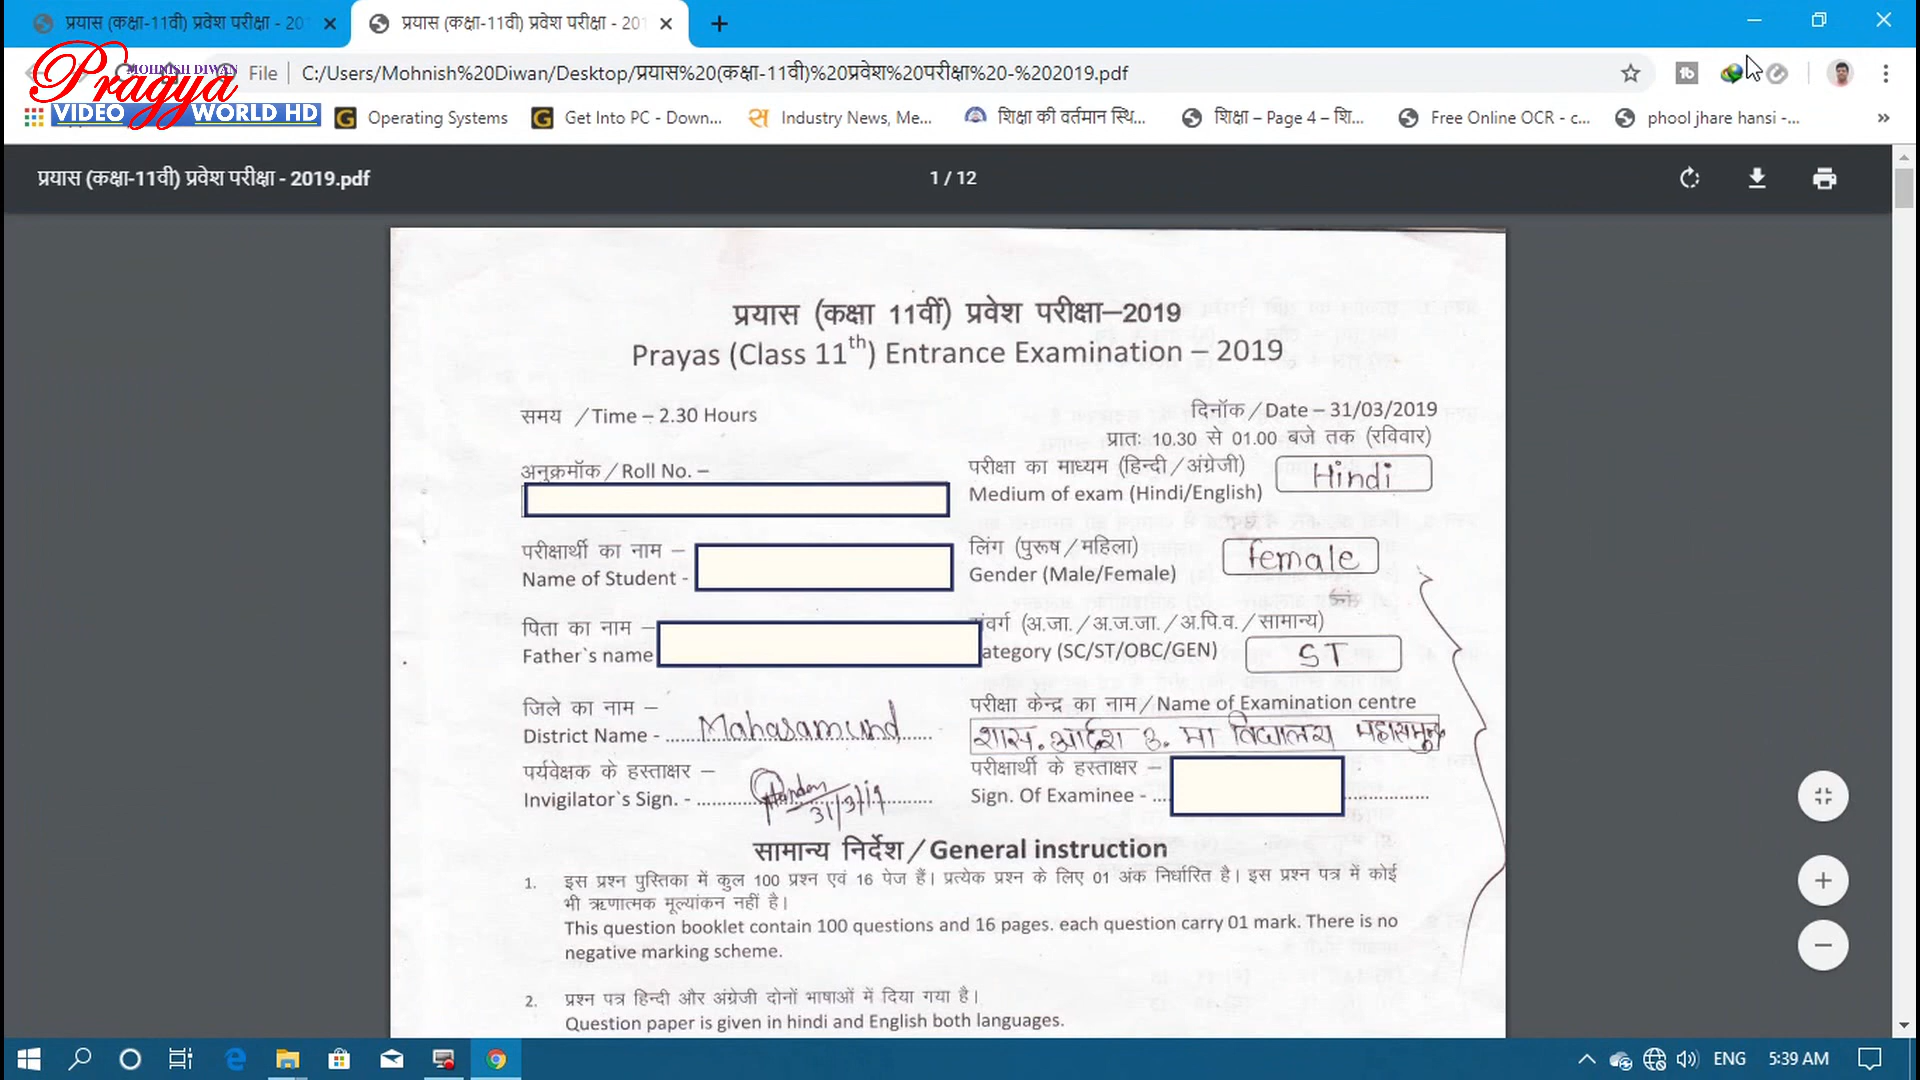 प्रयास (कक्षा-11वी) प्रवेश परीक्षा - 20
प्रयास (कक्षा-11वी) प्रवेश परीक्षा - 20
MOHNISH DIWAN
Pragya
VIDEO WORLD HD
File
C:/Users/Mohnish%20Diwan/Desktop/प्रयास%20(कक्षा-11वी)%20प्रवेश%20परीक्षा%20-%202019.pdf
Operating Systems
Get Into PC - Down...
Industry News, Me...
शिक्षा की वर्तमान स्थि...
शिक्षा – Page 4 – शि...
Free Online OCR - c...
phool jhare hansi -...
प्रयास (कक्षा-11वी) प्रवेश परीक्षा - 2019.pdf
1 / 12
प्रयास (कक्षा 11वीं) प्रवेश परीक्षा–2019
Prayas (Class 11th) Entrance Examination – 2019
समय /Time – 2.30 Hours
दिनॉक/Date – 31/03/2019
प्रातः 10.30 से 01.00 बजे तक (रविवार)
अनुक्रमॉक/Roll No. –
परीक्षा का माध्यम (हिन्दी/अंग्रेजी)
Medium of exam (Hindi/English)
Hindi
परीक्षार्थी का नाम –
Name of Student -
लिंग (पुरूष/महिला)
Gender (Male/Female)
female
पिता का नाम –
Father`s name
संवर्ग (अ.जा./अ.ज.जा./अ.पि.व./सामान्य)
ategory (SC/ST/OBC/GEN)
ST
जिले का नाम –
District Name - Mahasamund
परीक्षा केन्द्र का नाम/Name of Examination centre
शास. आर्दश उ. मा विद्यालय महासमुन्द
पर्यवेक्षक के हस्ताक्षर –
Invigilator`s Sign. -
31/3/19
परीक्षार्थी के हस्ताक्षर –
Sign. Of Examinee -
सामान्य निर्देश/General instruction
1. इस प्रश्न पुस्तिका में कुल 100 प्रश्न एवं 16 पेज हैं। प्रत्येक प्रश्न के लिए 01 अंक निर्धारित है। इस प्रश्न पत्र में कोई
भी ऋणात्मक मूल्यांकन नहीं है।
This question booklet contain 100 questions and 16 pages. each question carry 01 mark. There is no
negative marking scheme.
2. प्रश्न पत्र हिन्दी और अंग्रेजी दोनों भाषाओं में दिया गया है।
Question paper is given in hindi and English both languages.
ENG
5:39 AM